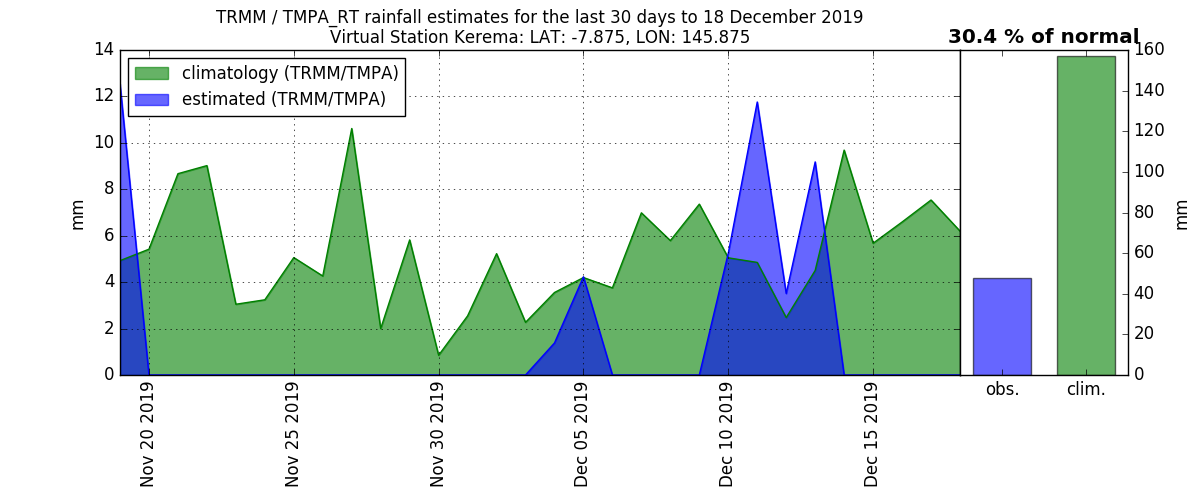 TRMM / TMPA_RT rainfall estimates for the last 30 days to 18 December 2019
Virtual Station Kerema: LAT: -7.875, LON: 145.875
30.4 % of normal
climatology (TRMM/TMPA)
estimated (TRMM/TMPA)
mm
14
12
10
8
6
4
2
0
Nov 20 2019
Nov 25 2019
Nov 30 2019
Dec 05 2019
Dec 10 2019
Dec 15 2019
obs.
clim.
160
140
120
100
80
60
40
20
0
mm